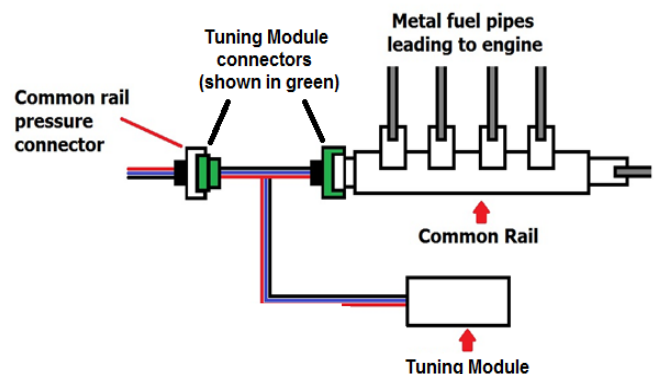 Tuning Module
connectors
(shown in green)
Metal fuel pipes
leading to engine
Common rail
pressure
connector
Common Rail
Tuning Module